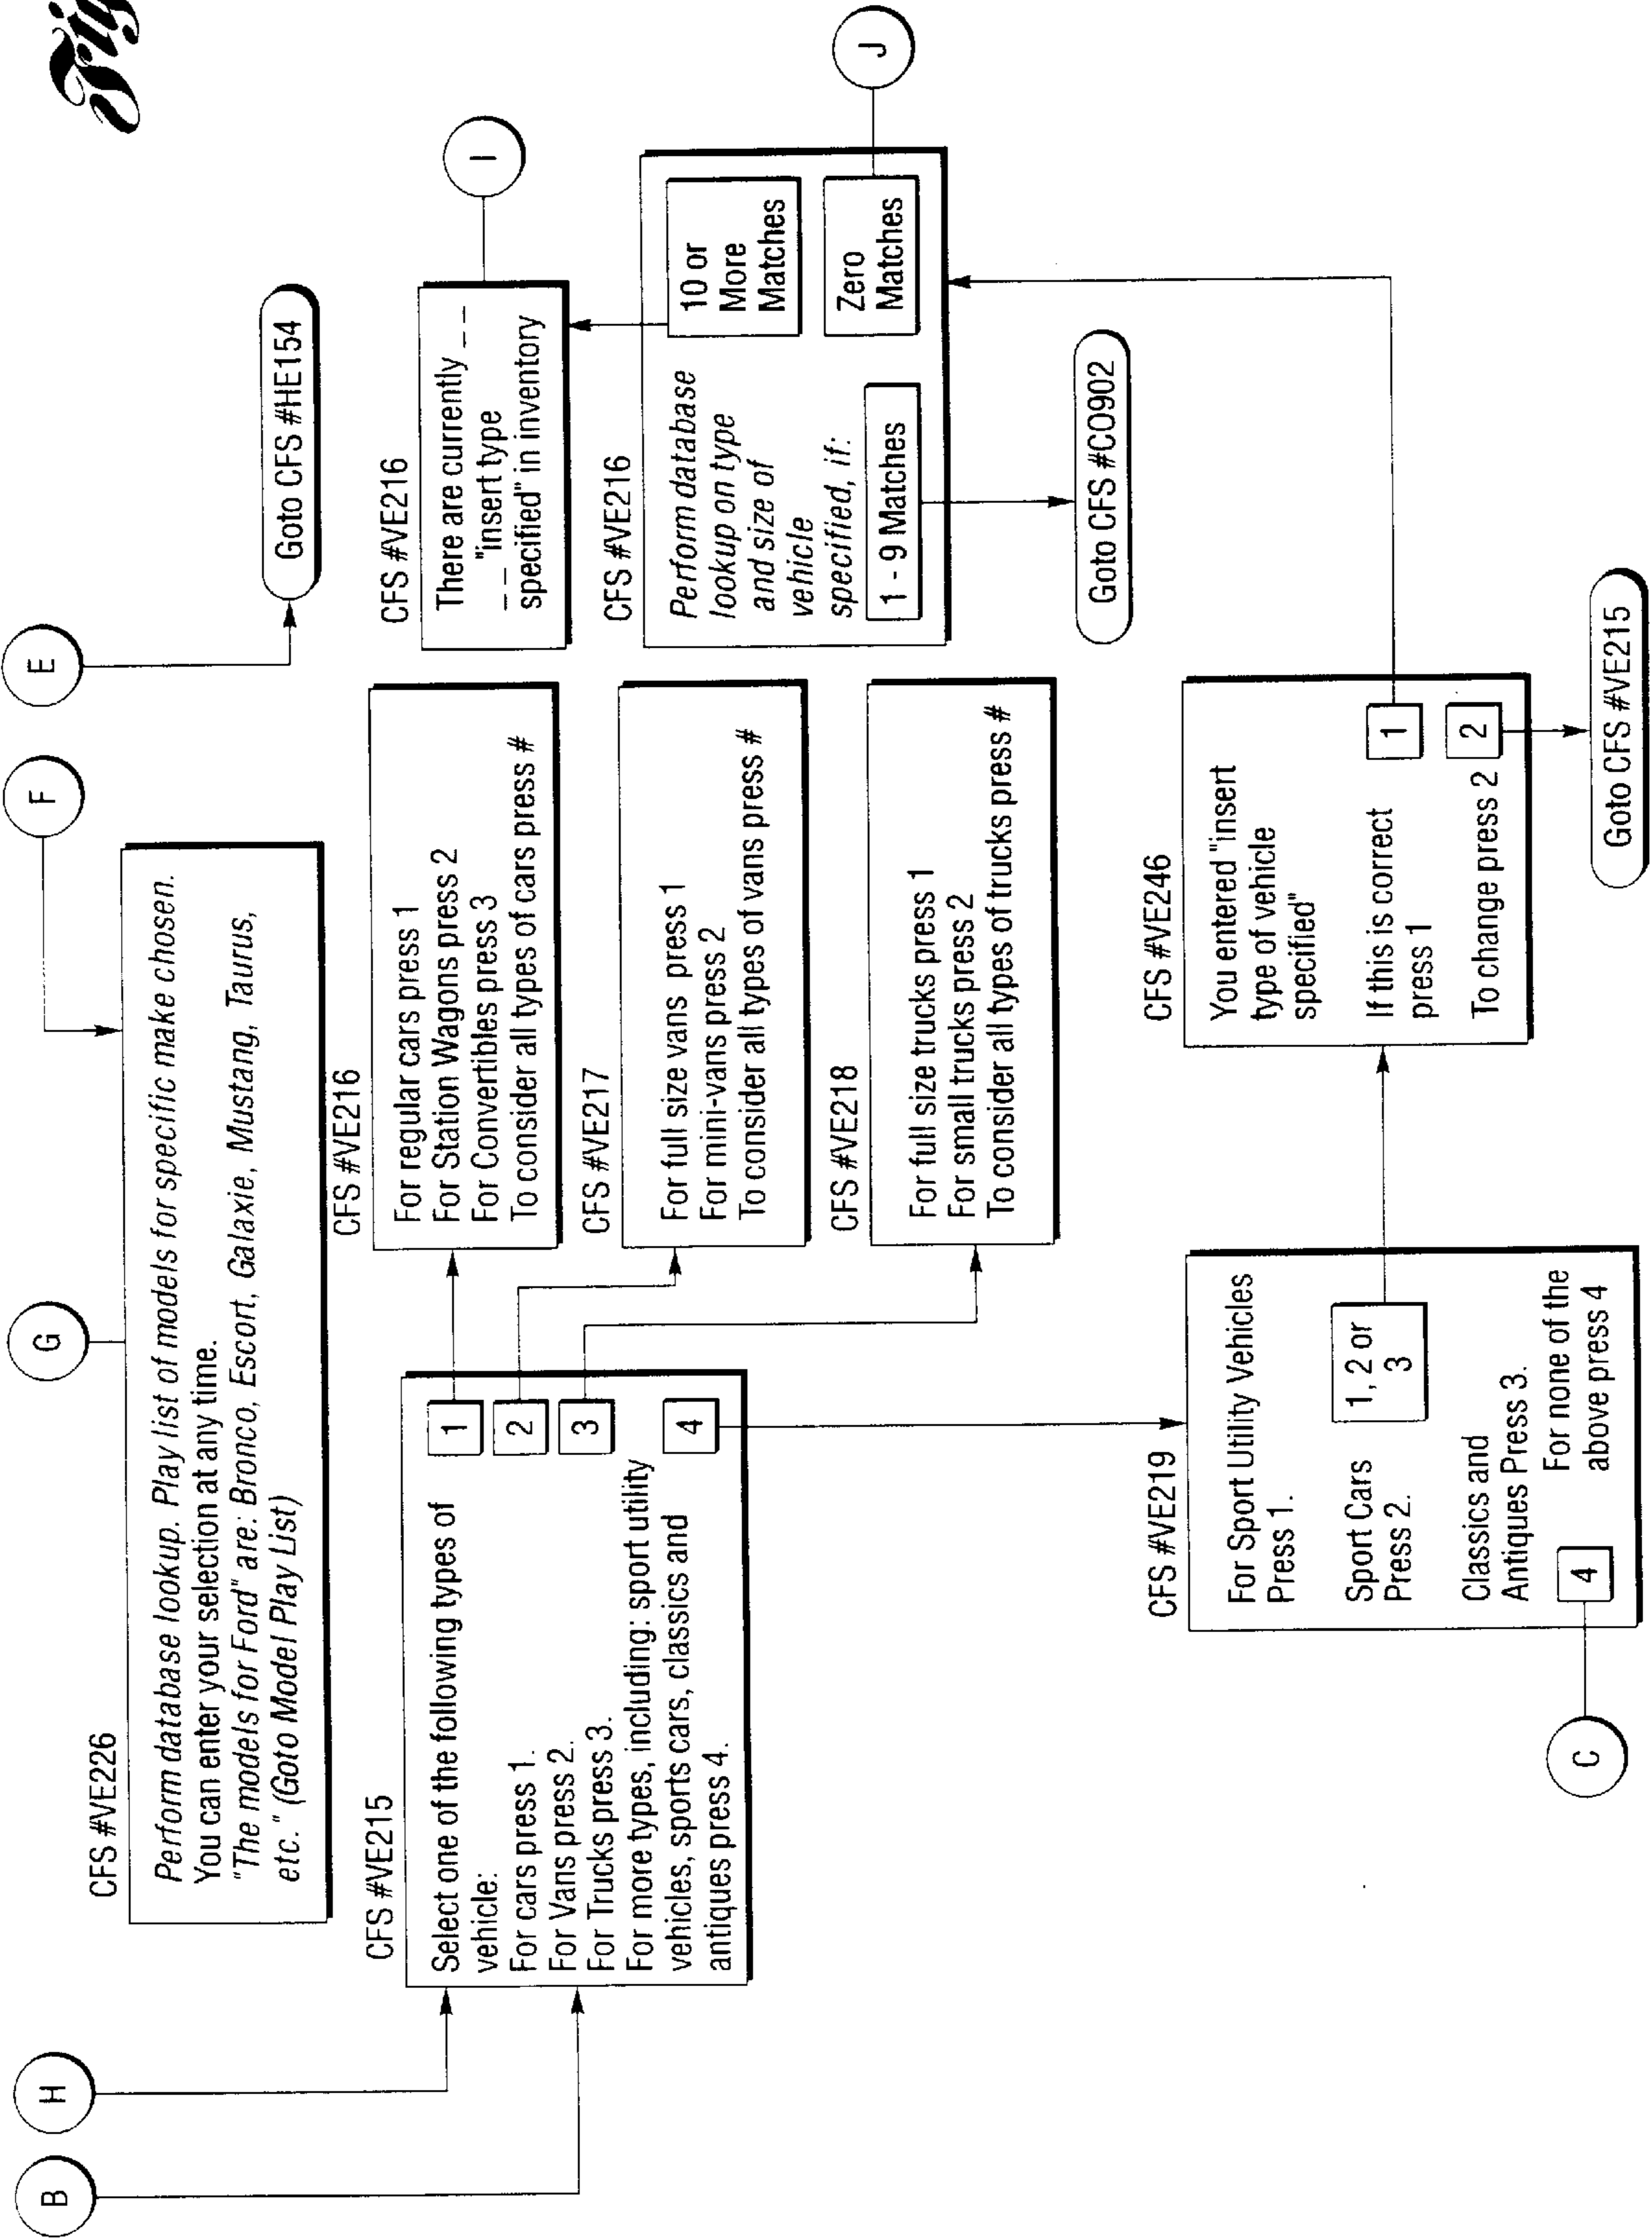 B
H
G
F
E
CFS #VE226
Perform database lookup. Play list of models for specific make chosen.
You can enter your selection at any time.
"The models for Ford" are: Bronco, Escort, Galaxie, Mustang, Taurus,
etc." (Goto Model Play List)
Goto CFS #HE154
CFS #VE215
Select one of the following types of
vehicle:
For cars press 1.
For Vans press 2.
For Trucks press 3.
For more types, including: sport utility
vehicles, sports cars, classics and
antiques press 4.
1
2
3
4
CFS #VE216
For regular cars press 1
For Station Wagons press 2
For Convertibles press 3
To consider all types of cars press #
CFS #VE217
For full size vans press 1
For mini-vans press 2
To consider all types of vans press #
CFS #VE218
For full size trucks press 1
For small trucks press 2
To consider all types of trucks press #
CFS #VE216
There are currently _ _
_ _ "insert type
specified" in inventory
I
CFS #VE216
Perform database
lookup on type
and size of
vehicle
specified, if:
10 or
More
Matches
Zero
Matches
1 - 9 Matches
J
Goto CFS #CO902
CFS #VE219
For Sport Utility Vehicles
Press 1.
Sport Cars
Press 2.
1, 2 or
3
Classics and
Antiques Press 3.
4
For none of the
above press 4
C
CFS #VE246
You entered "insert
type of vehicle
specified"
If this is correct
press 1
1
To change press 2
2
Goto CFS #VE215